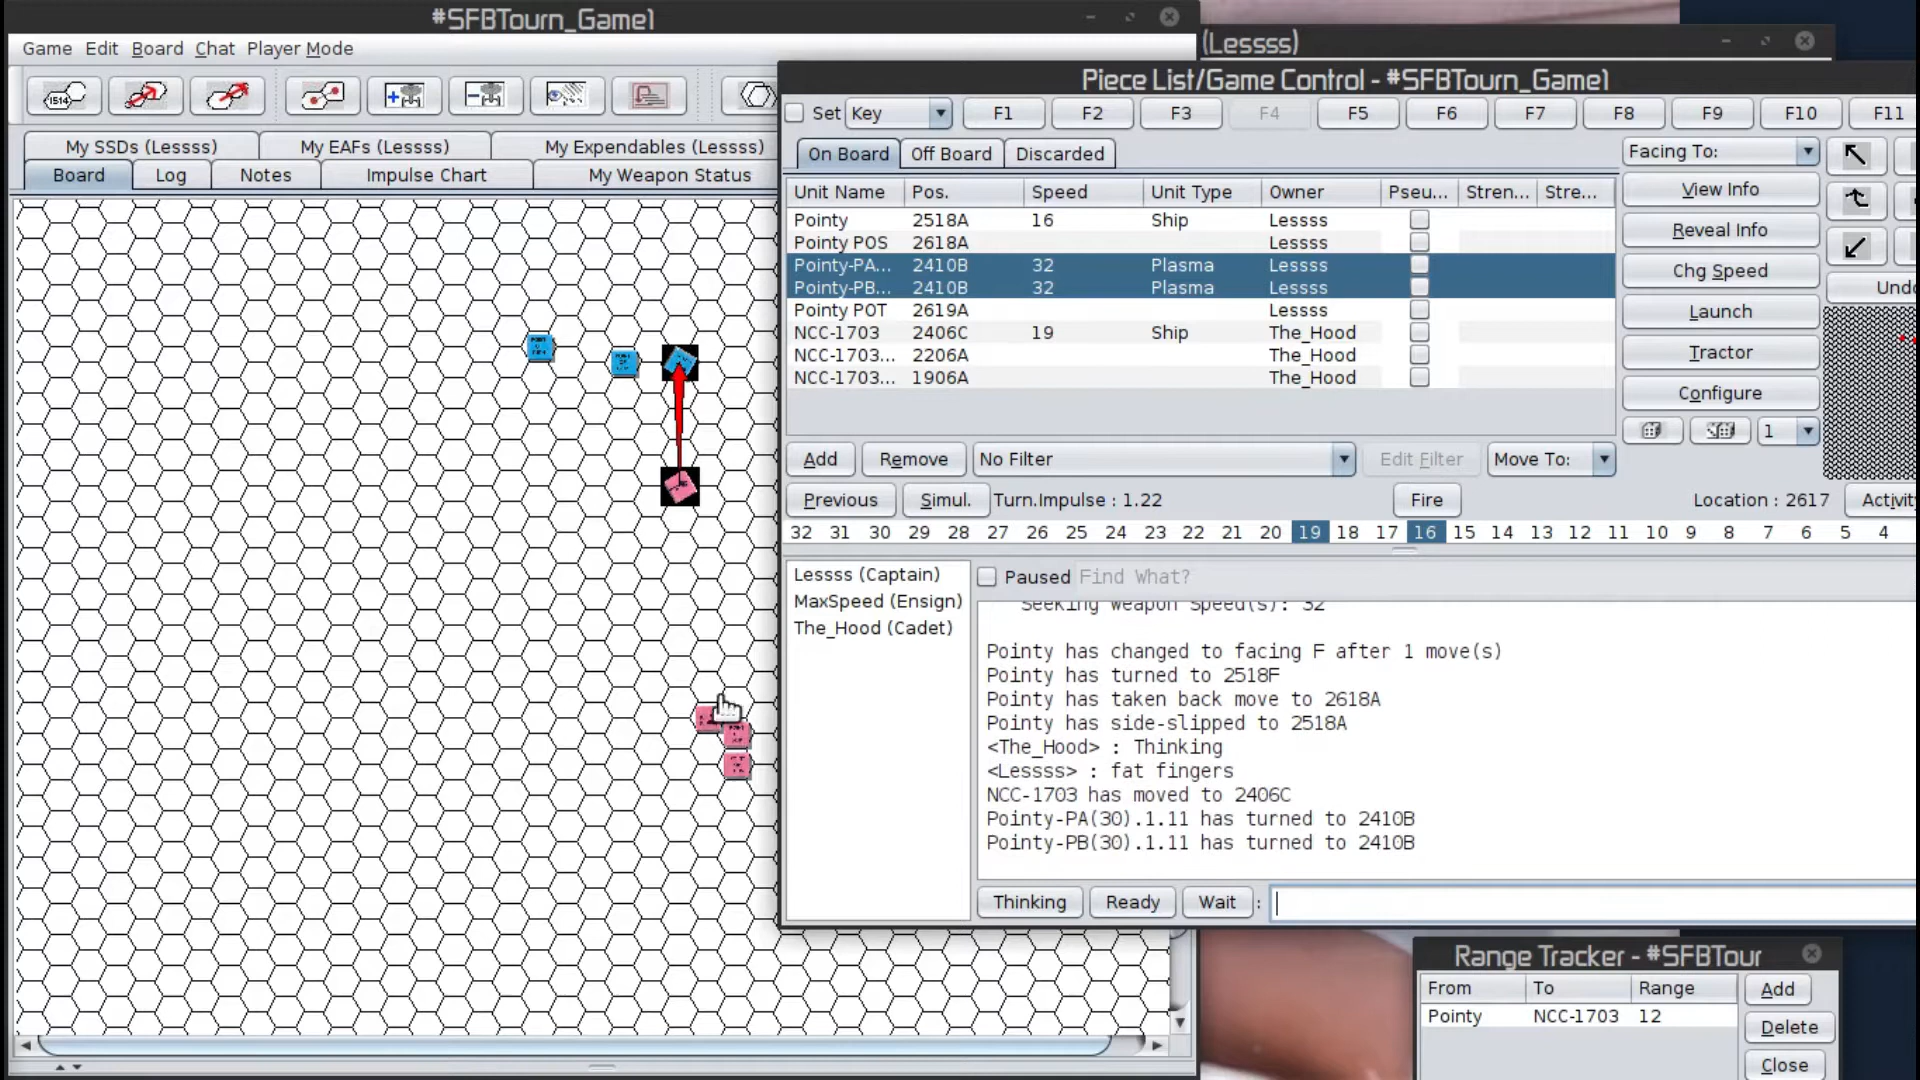 #SFBTourn_Game1
Game Edit Board Chat Player Mode
1514
My SSDs (Lessss) My EAFs (Lessss) My Expendables (Lessss)
Board Log Notes Impulse Chart My Weapon Status
(Lessss)
Piece List/Game Control - #SFBTourn_Game1
Set Key F1 F2 F3 F4 F5 F6 F7 F8 F9 F10 F11
On Board Off Board Discarded
Unit Name Pos. Speed Unit Type Owner Pseu... Stren... Stre...
Pointy 2518A 16 Ship Lessss
Pointy POS 2618A Lessss
Pointy-PA... 2410B 32 Plasma Lessss
Pointy-PB... 2410B 32 Plasma Lessss
Pointy POT 2619A Lessss
NCC-1703 2406C 19 Ship The_Hood
NCC-1703... 2206A The_Hood
NCC-1703... 1906A The_Hood
Facing To:
View Info
Reveal Info
Chg Speed
Launch
Tractor
Configure
1
Undo
Add Remove No Filter Edit Filter Move To:
Previous Simul. Turn.Impulse : 1.22 Fire Location : 2617 Activity
32 31 30 29 28 27 26 25 24 23 22 21 20 19 18 17 16 15 14 13 12 11 10 9 8 7 6 5 4
Lessss (Captain)
MaxSpeed (Ensign)
The_Hood (Cadet)
Paused Find What?
Seeking Weapon Speed(s): 32
Pointy has changed to facing F after 1 move(s)
Pointy has turned to 2518F
Pointy has taken back move to 2618A
Pointy has side-slipped to 2518A
<The_Hood> : Thinking
<Lessss> : fat fingers
NCC-1703 has moved to 2406C
Pointy-PA(30).1.11 has turned to 2410B
Pointy-PB(30).1.11 has turned to 2410B
Thinking Ready Wait :
Range Tracker - #SFBTour
From To Range
Pointy NCC-1703 12
Add
Delete
Close